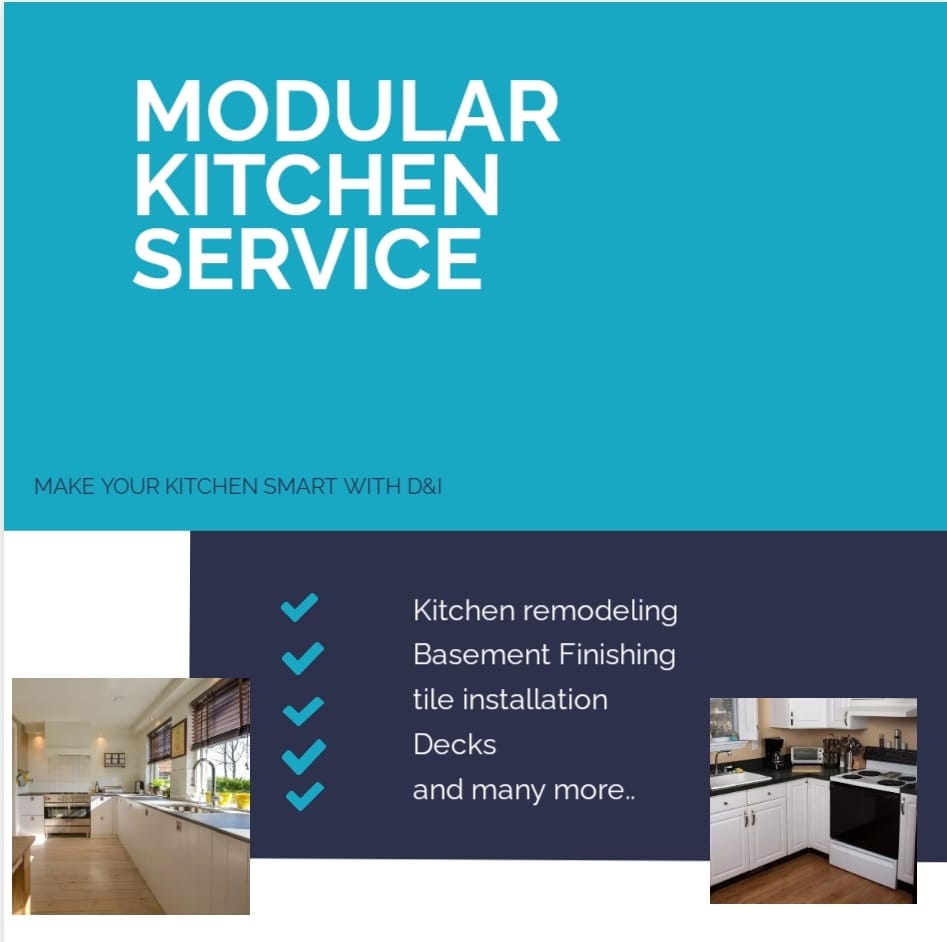 MODULAR
KITCHEN
SERVICE
MAKE YOUR KITCHEN SMART WITH D&I
Kitchen remodeling
Basement Finishing
tile installation
Decks
and many more..